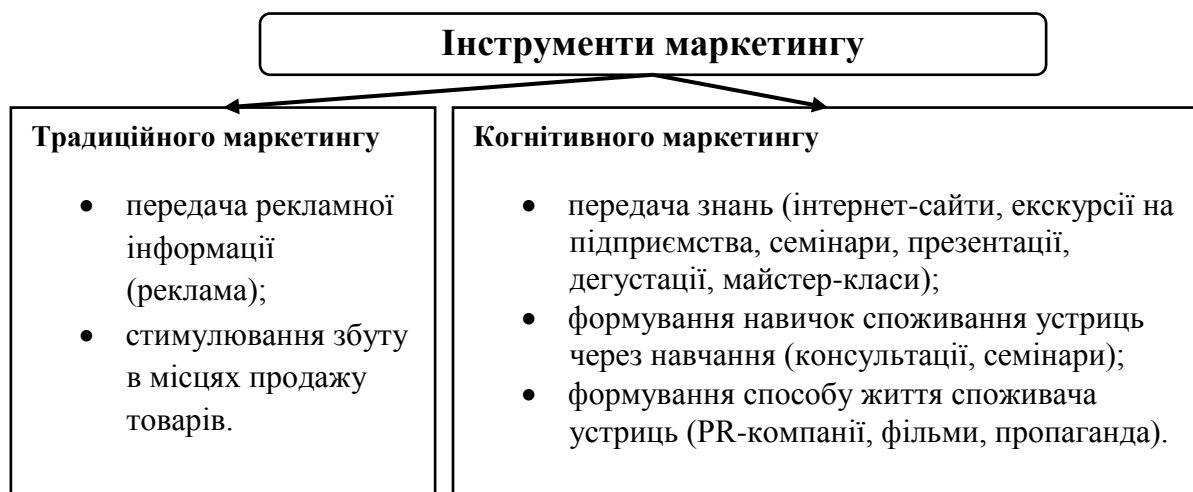 Інструменти маркетингу
Традиційного маркетингу
• передача рекламної
інформації
(реклама);
• стимулювання збуту
в місцях продажу
товарів.
Когнітивного маркетингу
• передача знань (інтернет-сайти, екскурсії на
підприємства, семінари, презентації,
дегустації, майстер-класи);
• формування навичок споживання устриць
через навчання (консультації, семінари);
• формування способу життя споживача
устриць (PR-компанії, фільми, пропаганда).